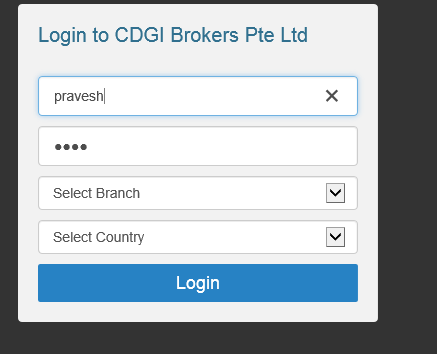 Login to CDGI Brokers Pte Ltd
pravesh
••••
Select Branch
Select Country
Login